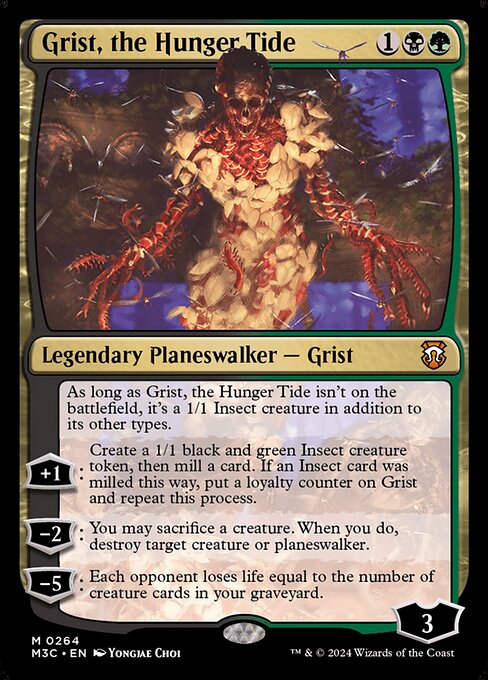 Grist, the Hunger Tide 1
Legendary Planeswalker — Grist
As long as Grist, the Hunger Tide isn't on the
battlefield, it's a 1/1 Insect creature in addition to
its other types.
+1: Create a 1/1 black and green Insect creature
token, then mill a card. If an Insect card was
milled this way, put a loyalty counter on Grist
and repeat this process.
−2: You may sacrifice a creature. When you do,
destroy target creature or planeswalker.
−5: Each opponent loses life equal to the number of
creature cards in your graveyard.
3
M 0264
M3C • EN Yongjae Choi
™ & © 2024 Wizards of the Coast